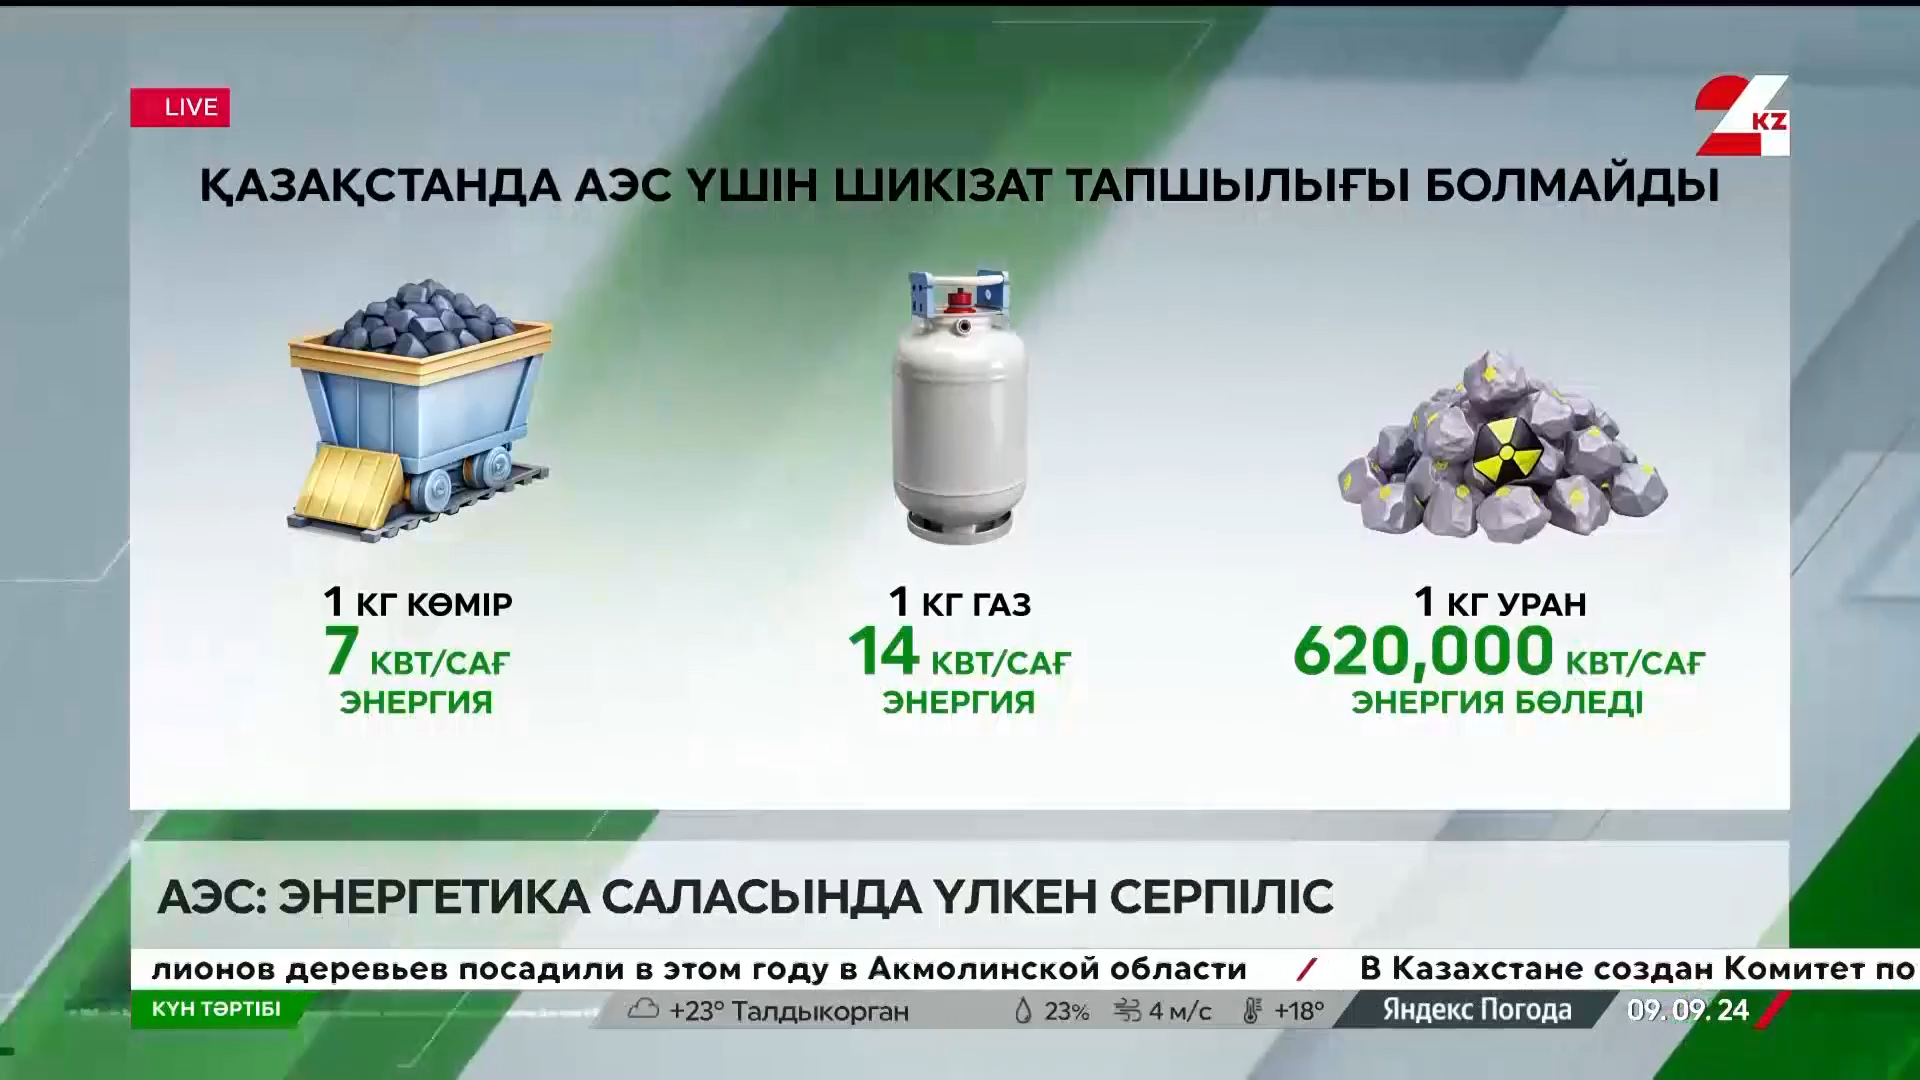 LIVE
24 KZ
ҚАЗАҚСТАНДА АЭС ҮШІН ШИКІЗАТ ТАПШЫЛЫҒЫ БОЛМАЙДЫ
1 КГ КӨМІР
7 КВТ/САҒ
ЭНЕРГИЯ
1 КГ ГАЗ
14 КВТ/САҒ
ЭНЕРГИЯ
1 КГ УРАН
620,000 КВТ/САҒ
ЭНЕРГИЯ БӨЛЕДІ
АЭС: ЭНЕРГЕТИКА САЛАСЫНДА ҮЛКЕН СЕРПІЛІС
лионов деревьев посадили в этом году в Акмолинской области / В Казахстане создан Комитет по
КҮН ТӘРТІБІ +23° Талдыкорган 23% 4 м/с +18° Яндекс Погода 09.09.24